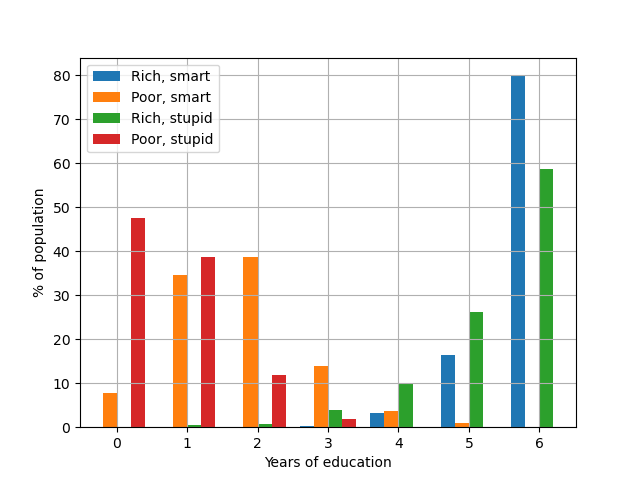 Rich, smart
Poor, smart
Rich, stupid
Poor, stupid
80
70
60
50
40
30
20
10
0
% of population
0 1 2 3 4 5 6
Years of education